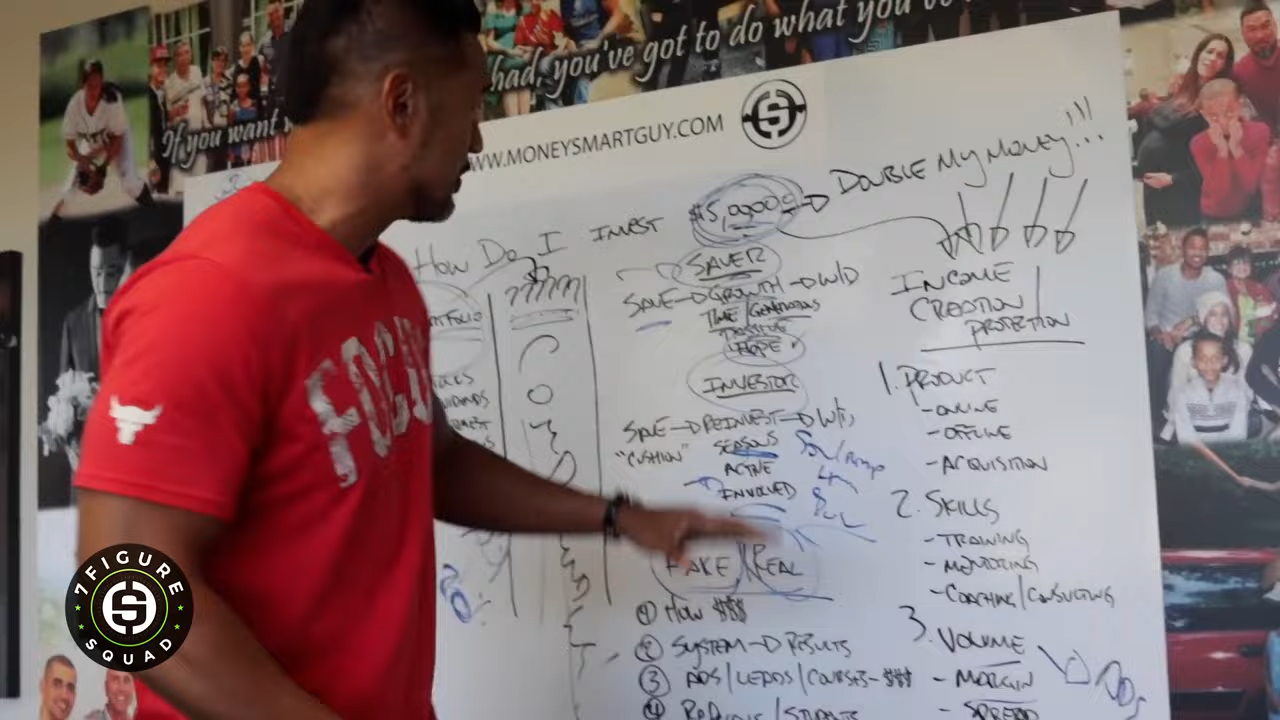 had, you've got to do what you've
If you want
WWW.MONEYSMARTGUY.COM
DOUBLE MY MONEY!!!
How Do I INVEST $5,0000
SAVER
SAVE → GROWTH → W/D
TIME / GENERATIONS
PASSIVE
HOPE
INVESTOR
SAVE → REINVEST → W/D
"CUSHION" SEASONS
ACTIVE
INVOLVED
FAKE REAL
① HOW $$$
② SYSTEM → RESULTS
③ ADS/LEADS/COURSES - $$$
④
INCOME
CREATION/
PROTECTION
1. PRODUCT
- ONLINE
- OFFLINE
- ACQUISITION
2. SKILLS
- TRAINING
- MENTORING
- COACHING/CONSULTING
3. VOLUME
- MARGIN
- SPREAD
FOCUS
7 FIGURE
SQUAD